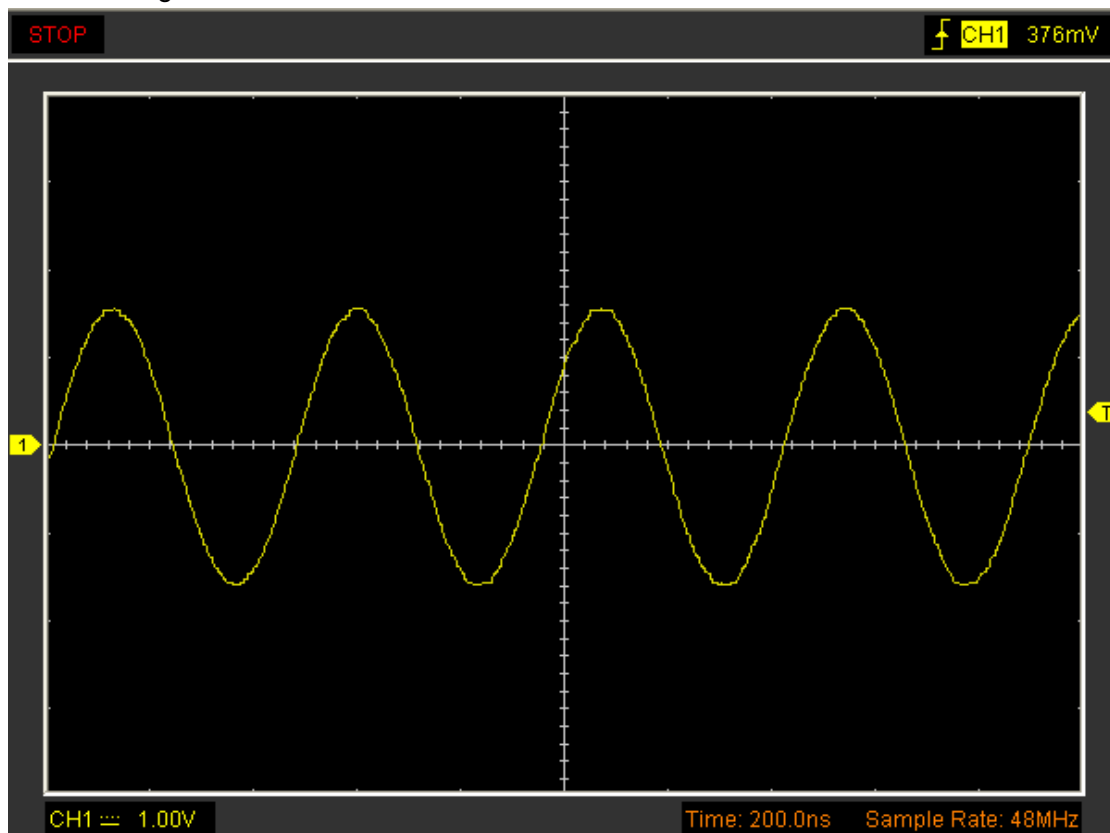 STOP
CH1 376mV
1
T
CH1 1.00V
Time: 200.0ns Sample Rate: 48MHz